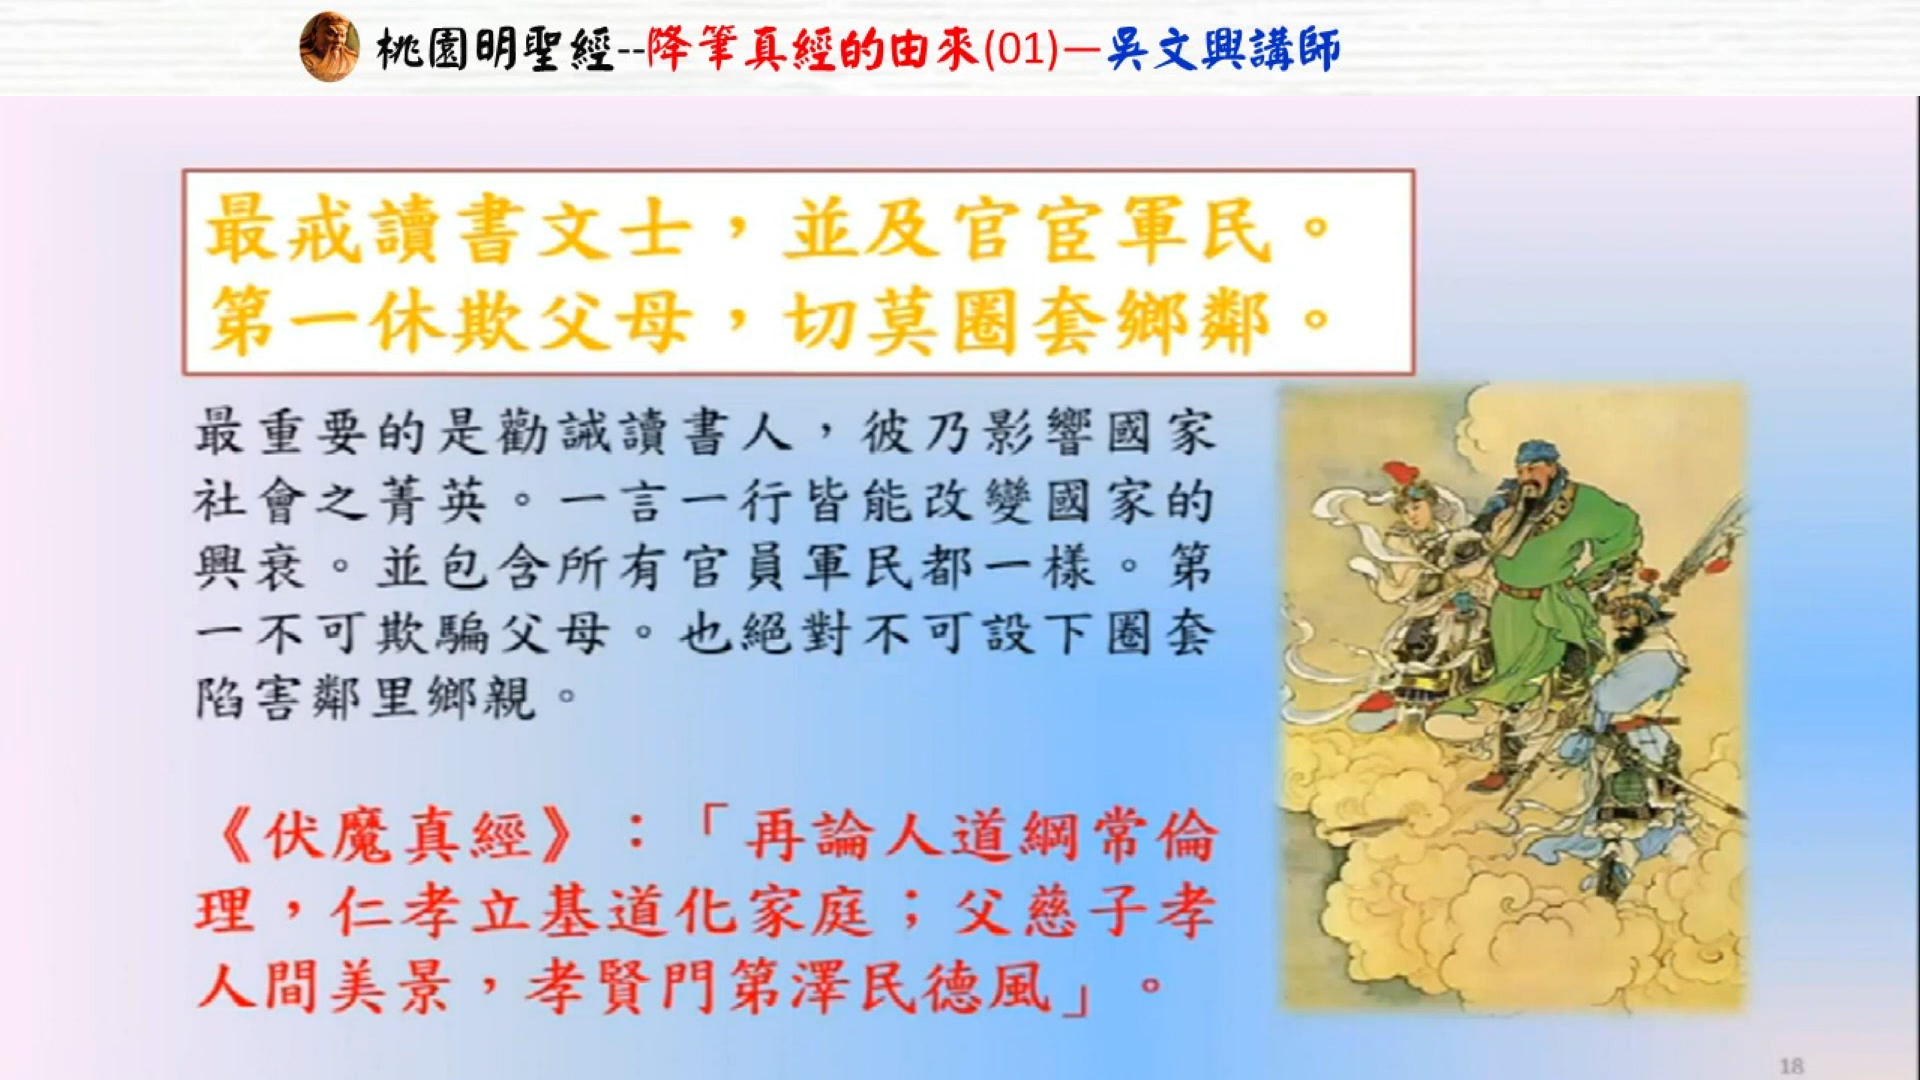 桃園明聖經--降筆真經的由來(01)—吳文興講師
最戒讀書文士，並及官宦軍民。
第一休欺父母，切莫圈套鄉鄰。
最重要的是勸誡讀書人，彼乃影響國家
社會之菁英。一言一行皆能改變國家的
興衰。並包含所有官員軍民都一樣。第
一不可欺騙父母。也絕對不可設下圈套
陷害鄰里鄉親。
《伏魔真經》：「再論人道綱常倫
理，仁孝立基道化家庭；父慈子孝
人間美景，孝賢門第澤民德風」。
18